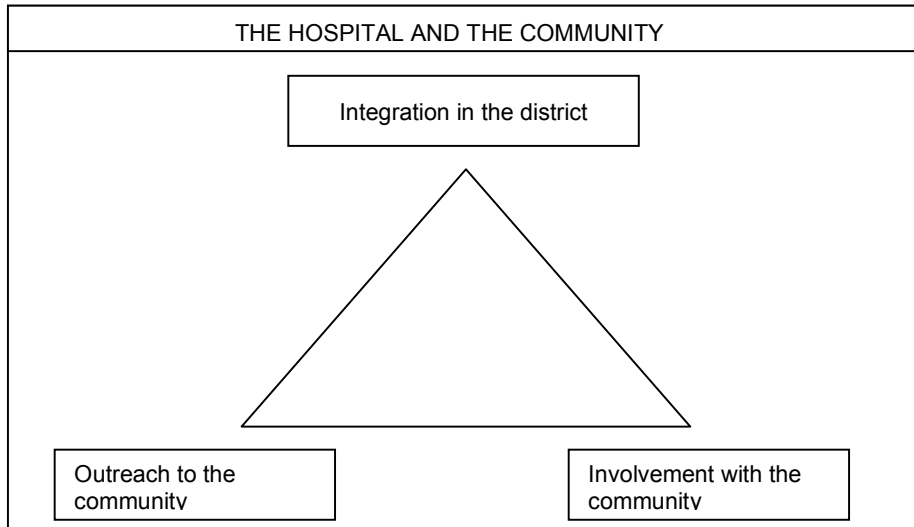 THE HOSPITAL AND THE COMMUNITY
Integration in the district
Outreach to the
community
Involvement with the
community